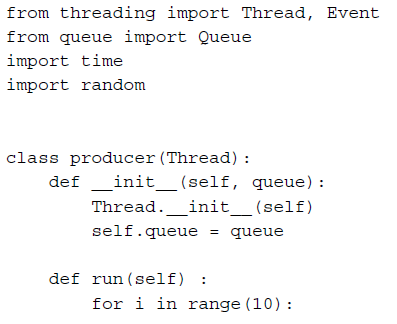 from threading import Thread, Event
from queue import Queue
import time
import random
class producer(Thread):
    def __init__(self, queue):
        Thread.__init__(self)
        self.queue = queue
    def run(self) :
        for i in range(10):